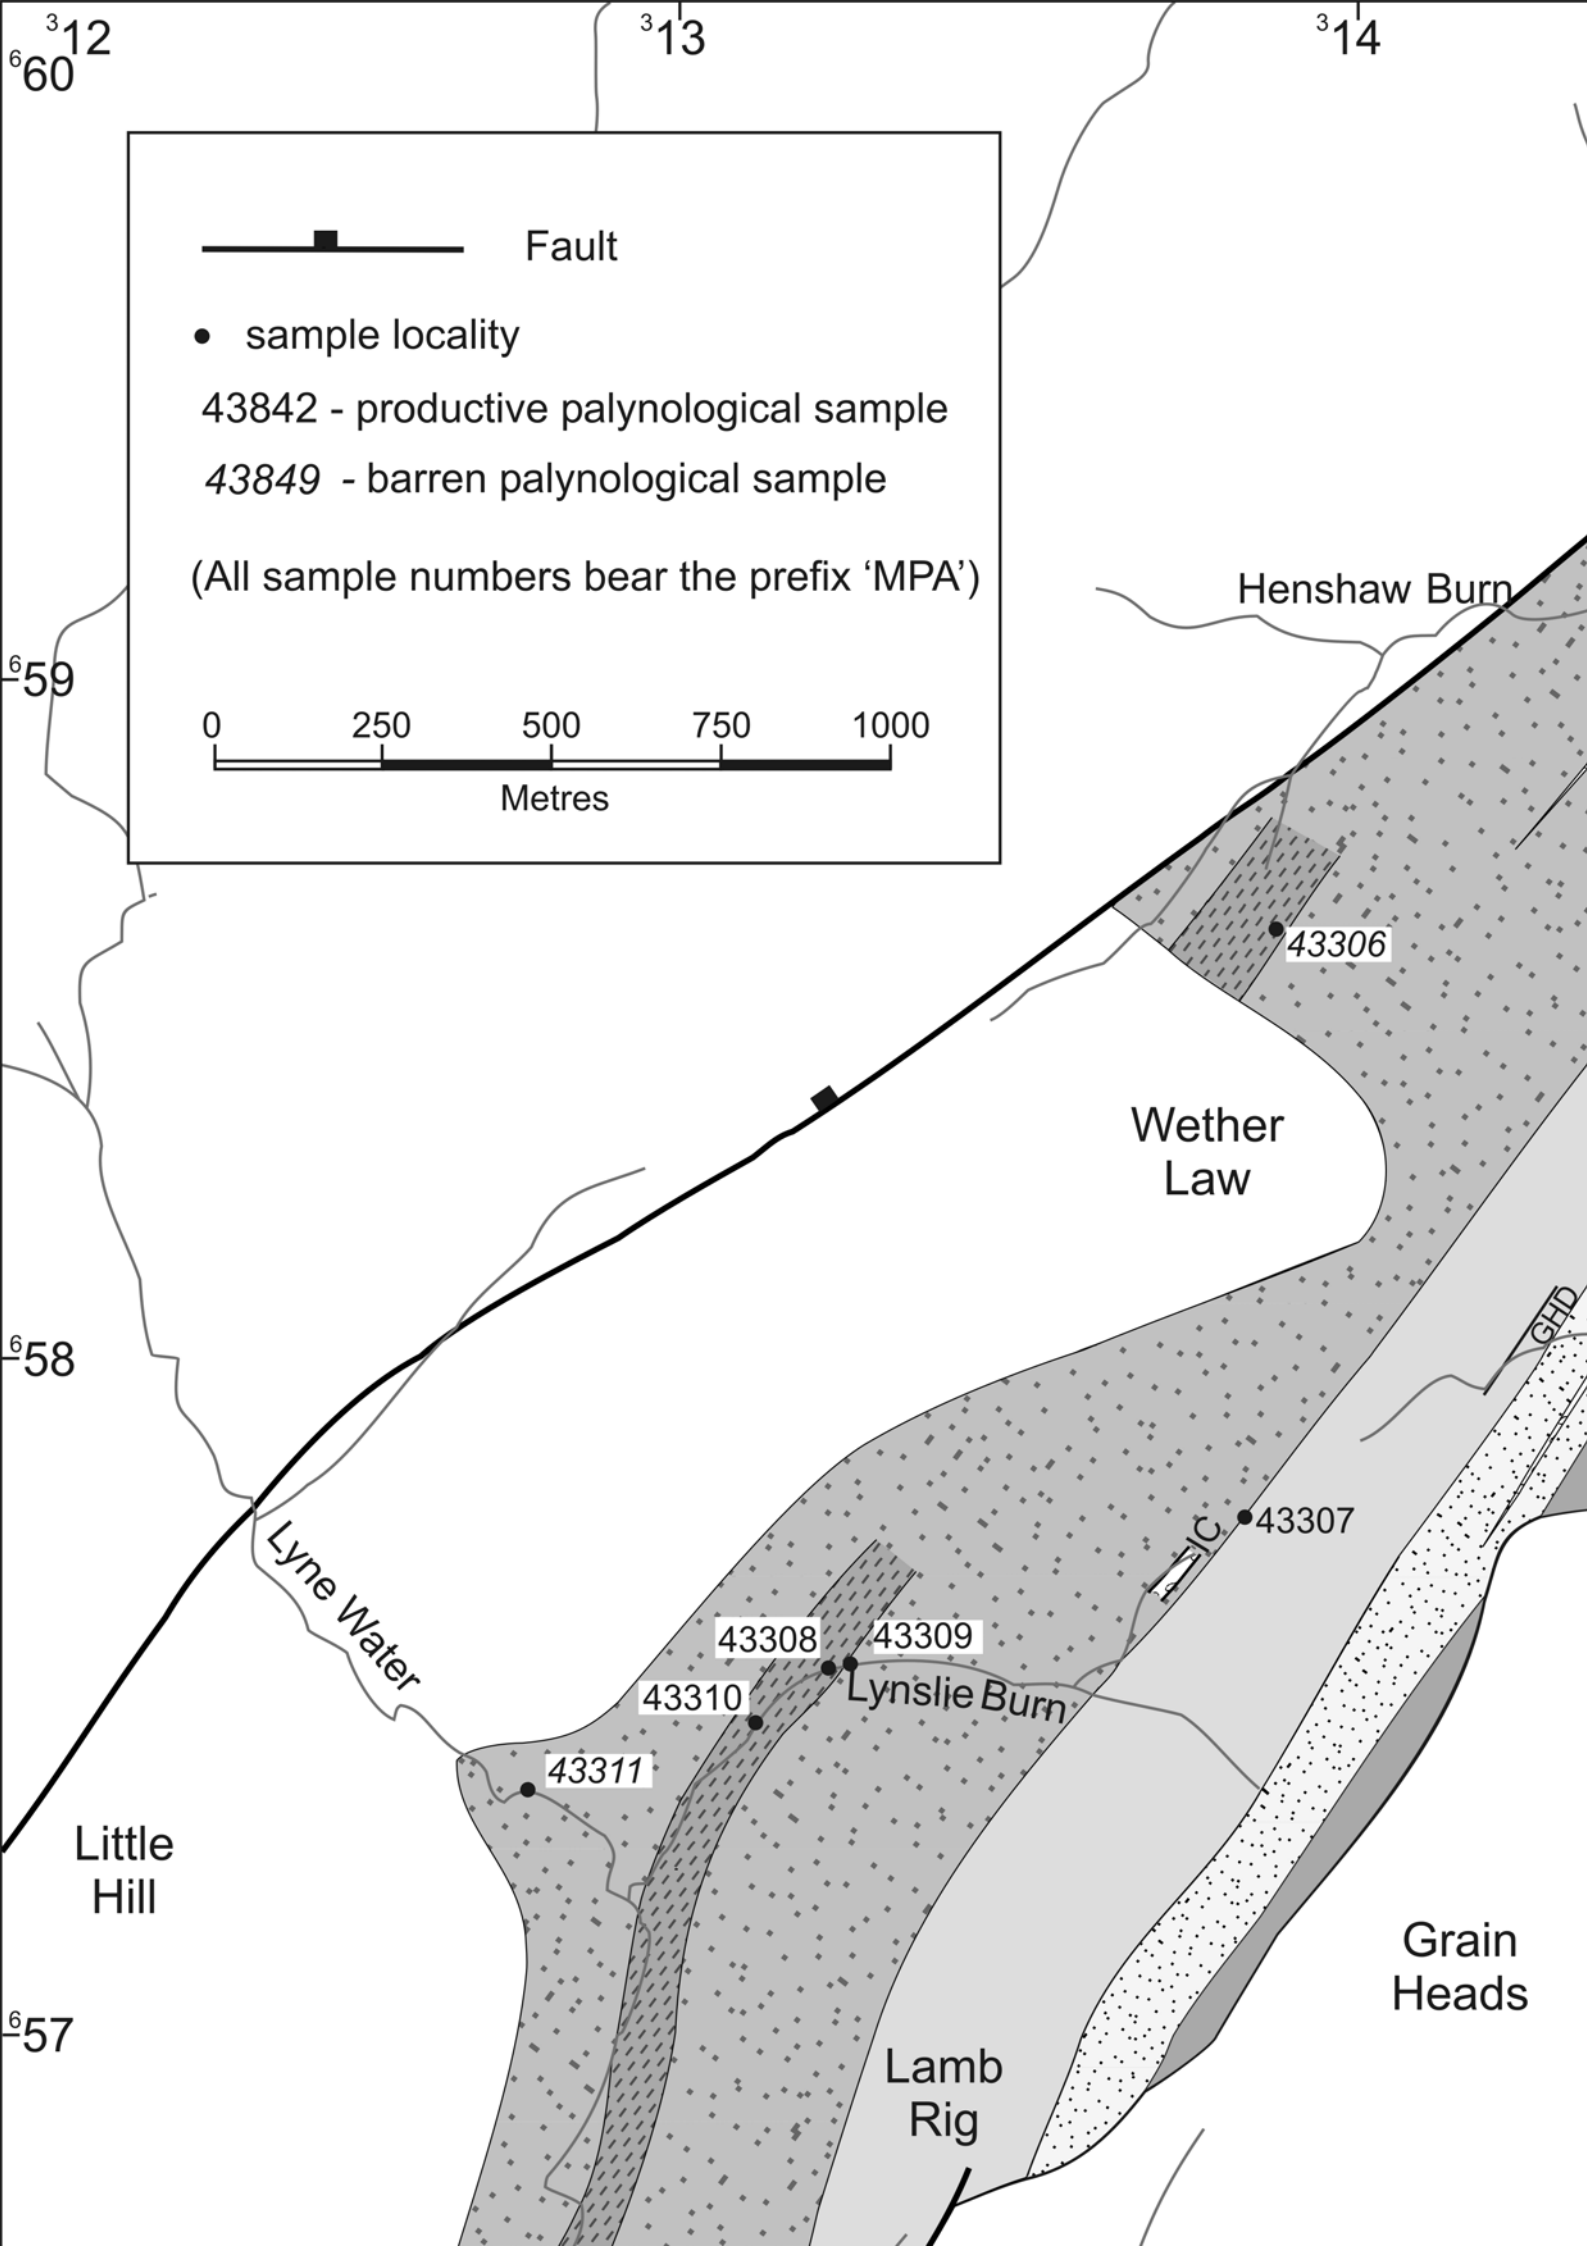 ³12
³13
³14
⁶60
Fault
sample locality
43842 - productive palynological sample
43849 - barren palynological sample
(All sample numbers bear the prefix ‘MPA’)
Henshaw Burn
⁶59
0 250 500 750 1000
Metres
43306
Wether
Law
GHD
⁶58
IC
43307
Lyne Water
43308
43309
43310
Lynslie Burn
43311
Little
Hill
Grain
Heads
⁶57
Lamb
Rig